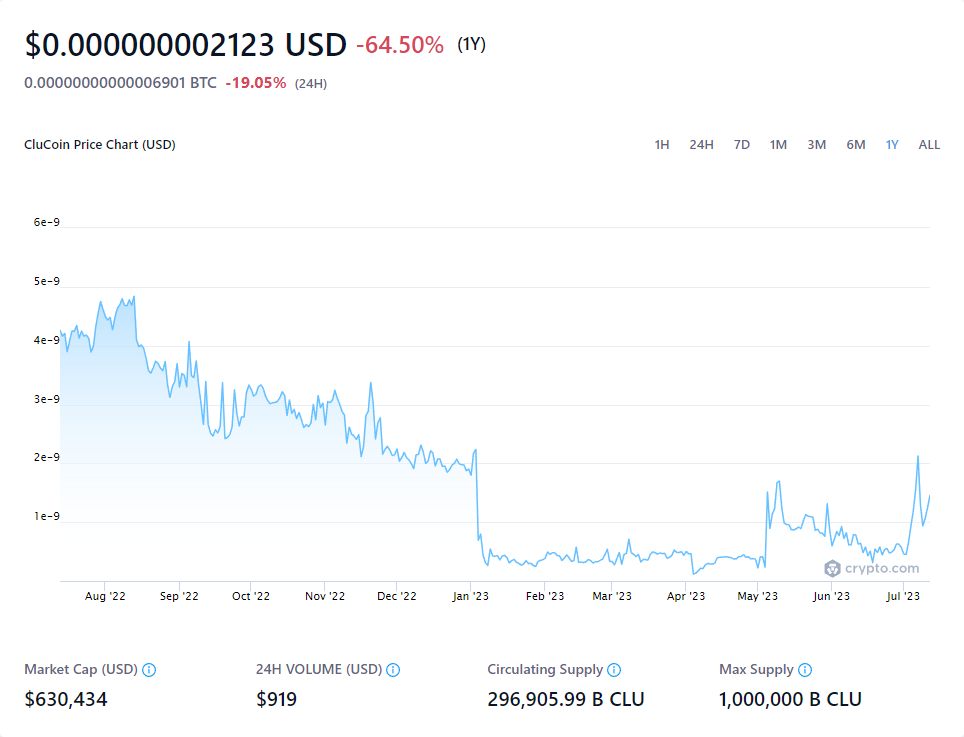 $0.000000002123 USD -64.50% (1Y)
0.00000000000006901 BTC -19.05% (24H)
CluCoin Price Chart (USD) 1H 24H 7D 1M 3M 6M 1Y ALL
6e-9
5e-9
4e-9
3e-9
2e-9
1e-9
crypto.com
Aug '22 Sep '22 Oct '22 Nov '22 Dec '22 Jan '23 Feb '23 Mar '23 Apr '23 May '23 Jun '23 Jul '23
Market Cap (USD) 24H VOLUME (USD) Circulating Supply Max Supply
$630,434 $919 296,905.99 B CLU 1,000,000 B CLU